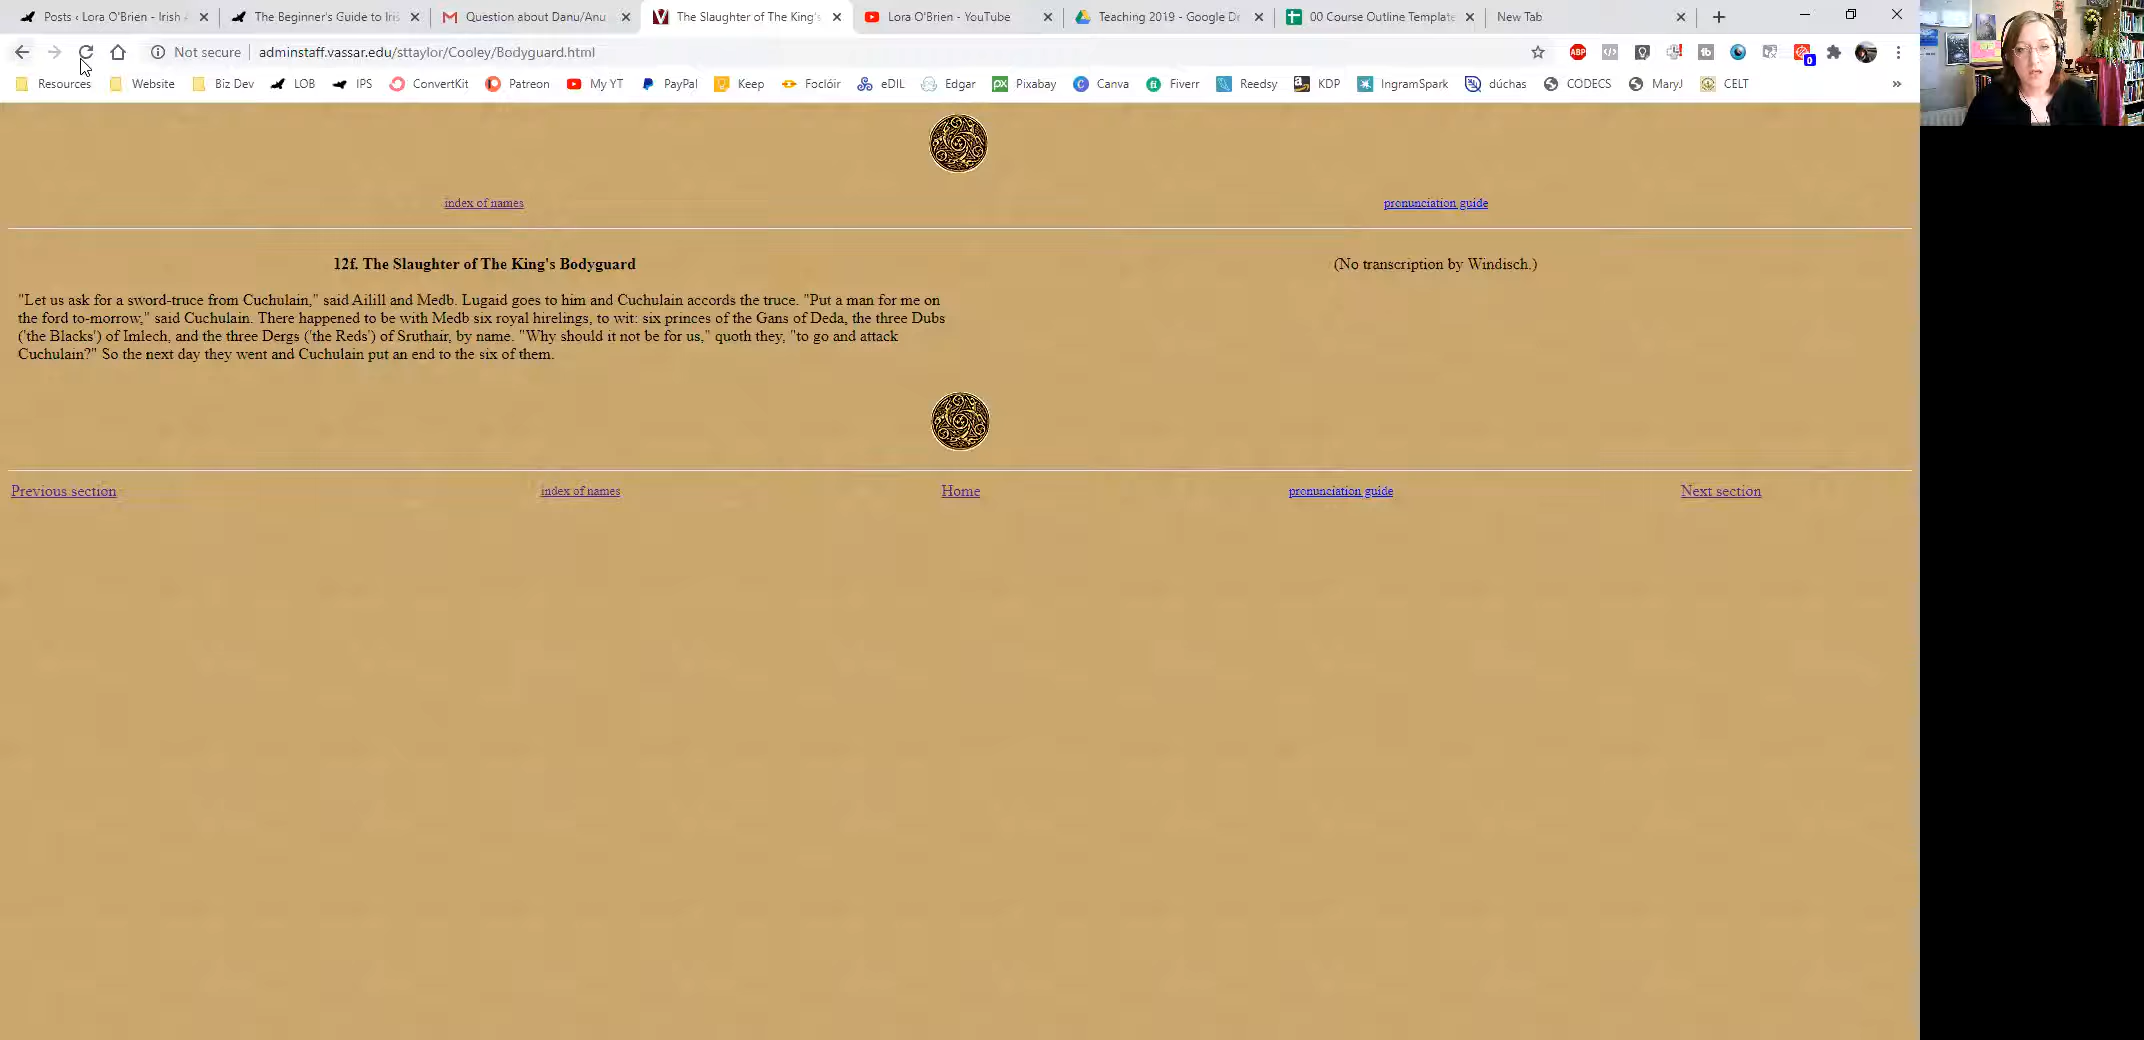 Posts ‹ Lora O'Brien - Irish
The Beginner's Guide to Iris
Question about Danu/Anu
The Slaughter of The King's
Lora O'Brien - YouTube
Teaching 2019 - Google Dr
00 Course Outline Template
New Tab
Not secure
adminstaff.vassar.edu/sttaylor/Cooley/Bodyguard.html
ABP
0
Resources
Website
Biz Dev
LOB
IPS
ConvertKit
Patreon
My YT
PayPal
Keep
Foclóir
eDIL
Edgar
px
Pixabay
Canva
Fiverr
Reedsy
KDP
IngramSpark
dúchas
CODECS
MaryJ
CELT
»
index of names
pronunciation guide
12f. The Slaughter of The King's Bodyguard
(No transcription by Windisch.)
"Let us ask for a sword-truce from Cuchulain," said Ailill and Medb. Lugaid goes to him and Cuchulain accords the truce. "Put a man for me on
the ford to-morrow," said Cuchulain. There happened to be with Medb six royal hirelings, to wit: six princes of the Gans of Deda, the three Dubs
('the Blacks') of Imlech, and the three Dergs ('the Reds') of Sruthair, by name. "Why should it not be for us," quoth they, "to go and attack
Cuchulain?" So the next day they went and Cuchulain put an end to the six of them.
Previous section
index of names
Home
pronunciation guide
Next section